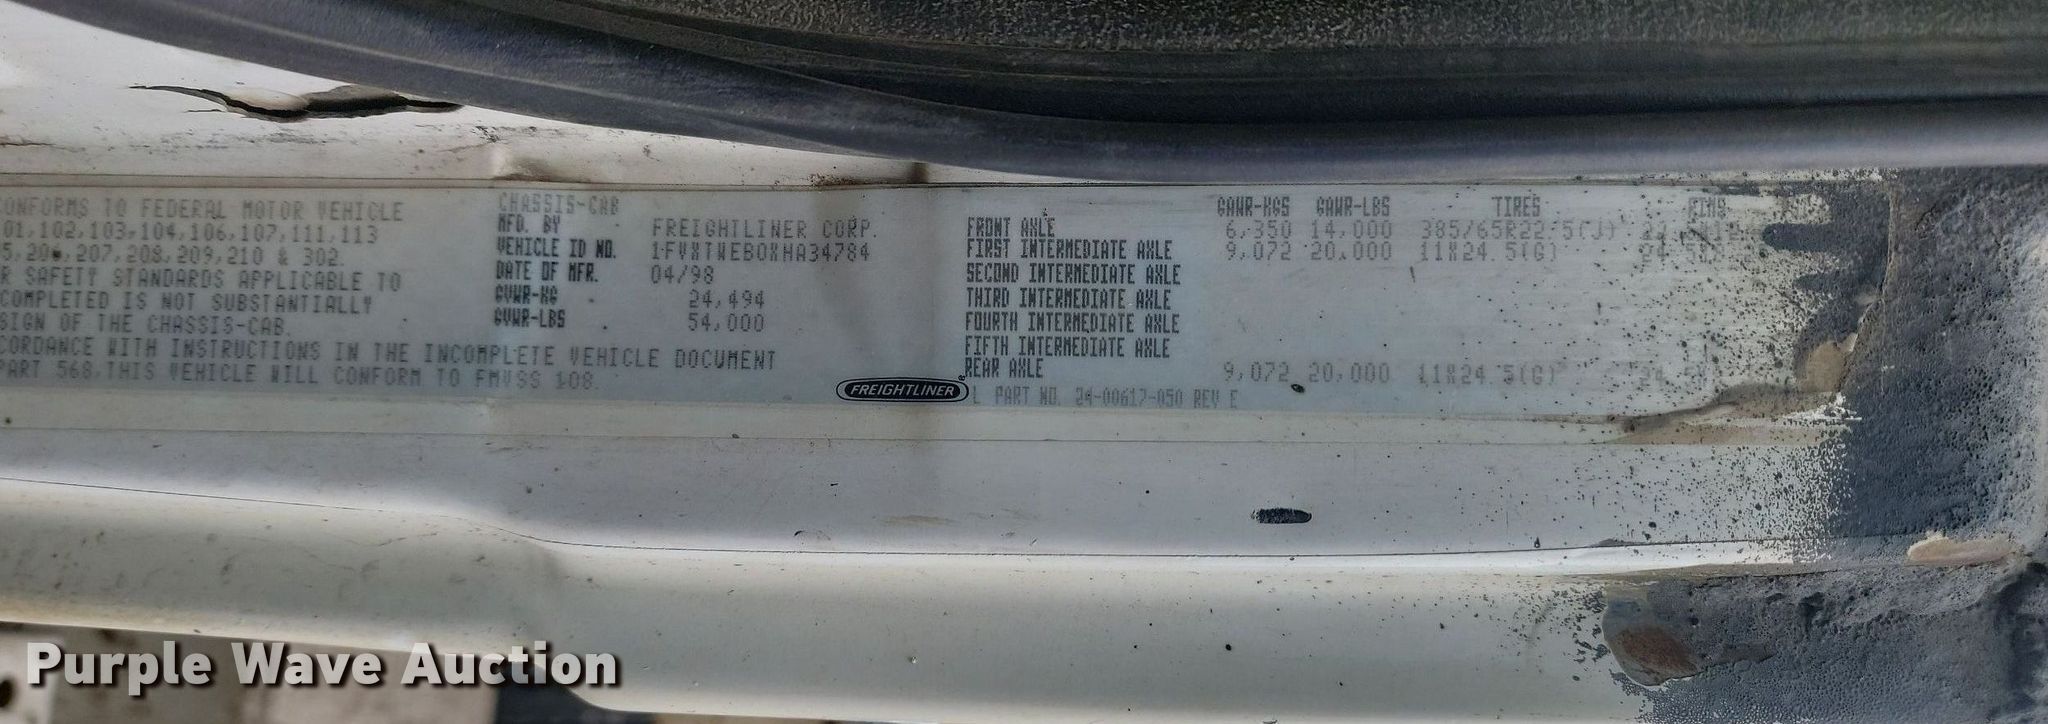 CONFORMS TO FEDERAL MOTOR VEHICLE
01,102,103,104,106,107,111,113
5,206,207,208,209,210 & 302.
R SAFETY STANDARDS APPLICABLE TO
COMPLETED IS NOT SUBSTANTIALLY
SIGN OF THE CHASSIS-CAB.
CORDANCE WITH INSTRUCTIONS IN THE INCOMPLETE VEHICLE DOCUMENT
PART 568,THIS VEHICLE WILL CONFORM TO FMVSS 108.
CHASSIS-CAB
MFD. BY FREIGHTLINER CORP.
VEHICLE ID NO. 1FVXTWEB0XHA34784
DATE OF MFR. 04/98
GVWR-KG 24,494
GVWR-LBS 54,000
GAWR-KGS GAWR-LBS TIRES RIMS
FRONT AXLE 6,350 14,000 385/65R22.5(J)
FIRST INTERMEDIATE AXLE 9,072 20,000 11X24.5(G)
SECOND INTERMEDIATE AXLE
THIRD INTERMEDIATE AXLE
FOURTH INTERMEDIATE AXLE
FIFTH INTERMEDIATE AXLE
REAR AXLE 9,072 20,000 11X24.5(G)
FREIGHTLINER® L PART NO. 24-00617-050 REV E
Purple Wave Auction